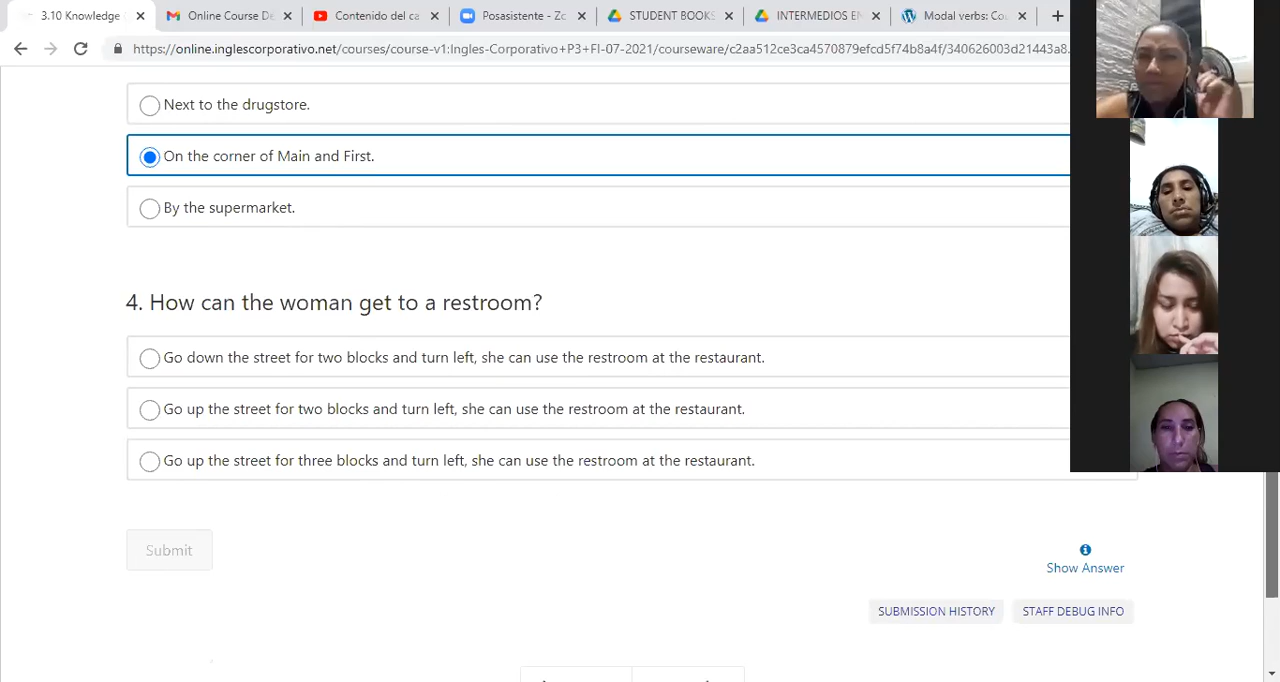 3.10 Knowledge
Online Course De
Contenido del ca
Posasistente - Zo
STUDENT BOOKS
INTERMEDIOS EN
Modal verbs: Cou
https://online.inglescorporativo.net/courses/course-v1:Ingles-Corporativo+P3+FI-07-2021/courseware/c2aa512ce3ca4570879efcd5f74b8a4f/340626003d21443a8.
Next to the drugstore.
On the corner of Main and First.
By the supermarket.
4. How can the woman get to a restroom?
Go down the street for two blocks and turn left, she can use the restroom at the restaurant.
Go up the street for two blocks and turn left, she can use the restroom at the restaurant.
Go up the street for three blocks and turn left, she can use the restroom at the restaurant.
Submit
Show Answer
SUBMISSION HISTORY
STAFF DEBUG INFO